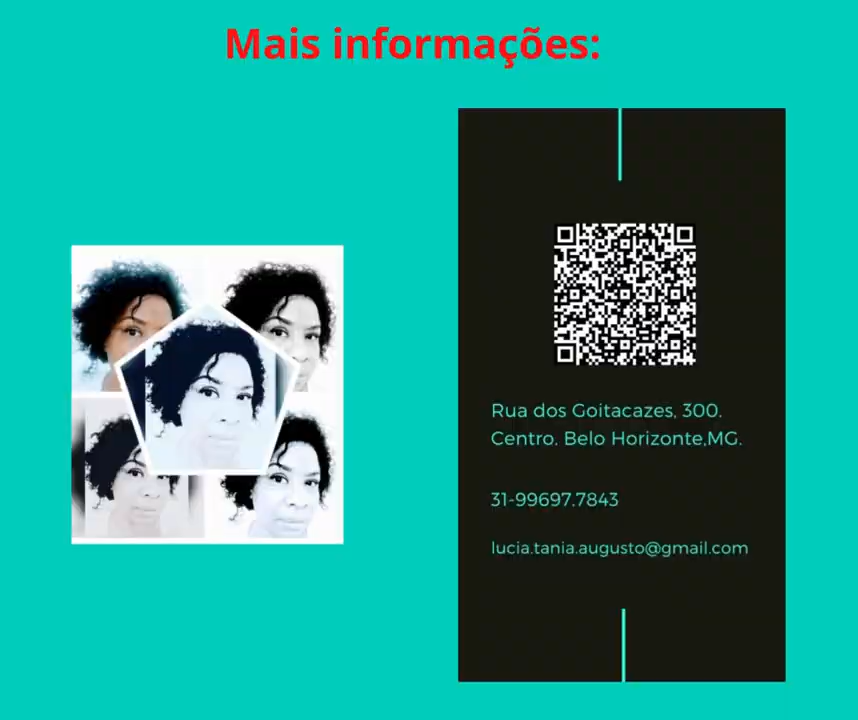 Mais informações:
Rua dos Goitacazes, 300.
Centro. Belo Horizonte,MG.
31-99697.7843
lucia.tania.augusto@gmail.com